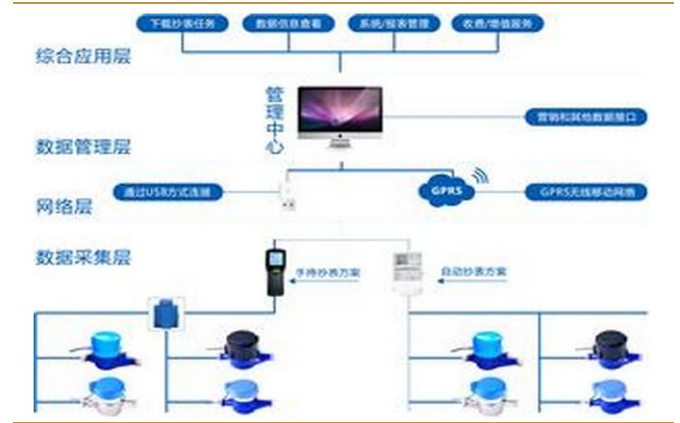 下载抄表任务
数据信息查看
系统/报表管理
收费/增值服务
综合应用层
管理中心
营销和其他数据接口
数据管理层
通过USB方式连接
GPRS
GPRS无线移动网络
网络层
数据采集层
手持抄表方案
自动抄表方案